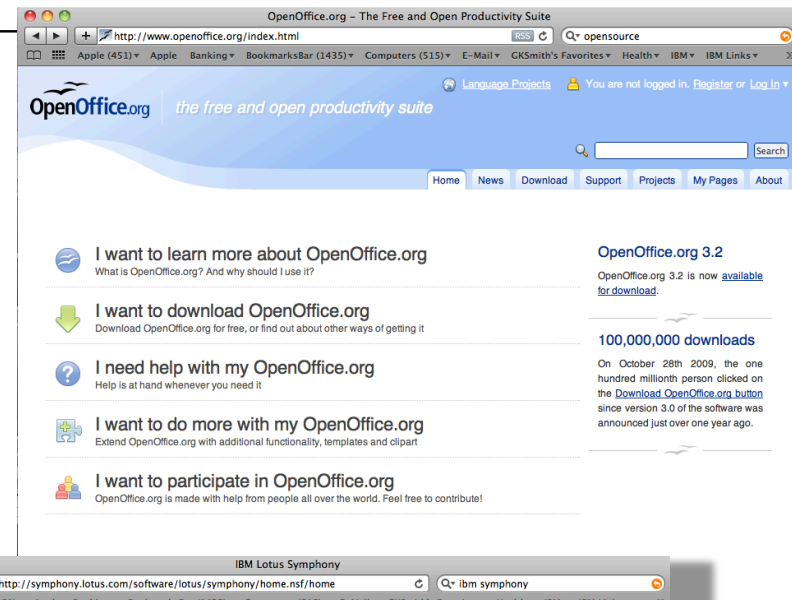 OpenOffice.org – The Free and Open Productivity Suite
http://www.openoffice.org/index.html
RSS
opensource
Apple (451)
Apple
Banking
BookmarksBar (1435)
Computers (515)
E-Mail
GKSmith's Favorites
Health
IBM
IBM Links
Language Projects
You are not logged in. Register or Log In
OpenOffice.org the free and open productivity suite
Search
Home
News
Download
Support
Projects
My Pages
About
I want to learn more about OpenOffice.org
What is OpenOffice.org? And why should I use it?
I want to download OpenOffice.org
Download OpenOffice.org for free, or find out about other ways of getting it
I need help with my OpenOffice.org
Help is at hand whenever you need it
I want to do more with my OpenOffice.org
Extend OpenOffice.org with additional functionality, templates and clipart
I want to participate in OpenOffice.org
OpenOffice.org is made with help from people all over the world. Feel free to contribute!
OpenOffice.org 3.2
OpenOffice.org 3.2 is now available
for download.
100,000,000 downloads
On October 28th 2009, the one
hundred millionth person clicked on
the Download OpenOffice.org button
since version 3.0 of the software was
announced just over one year ago.
IBM Lotus Symphony
http://symphony.lotus.com/software/lotus/symphony/home.nsf/home
ibm symphony